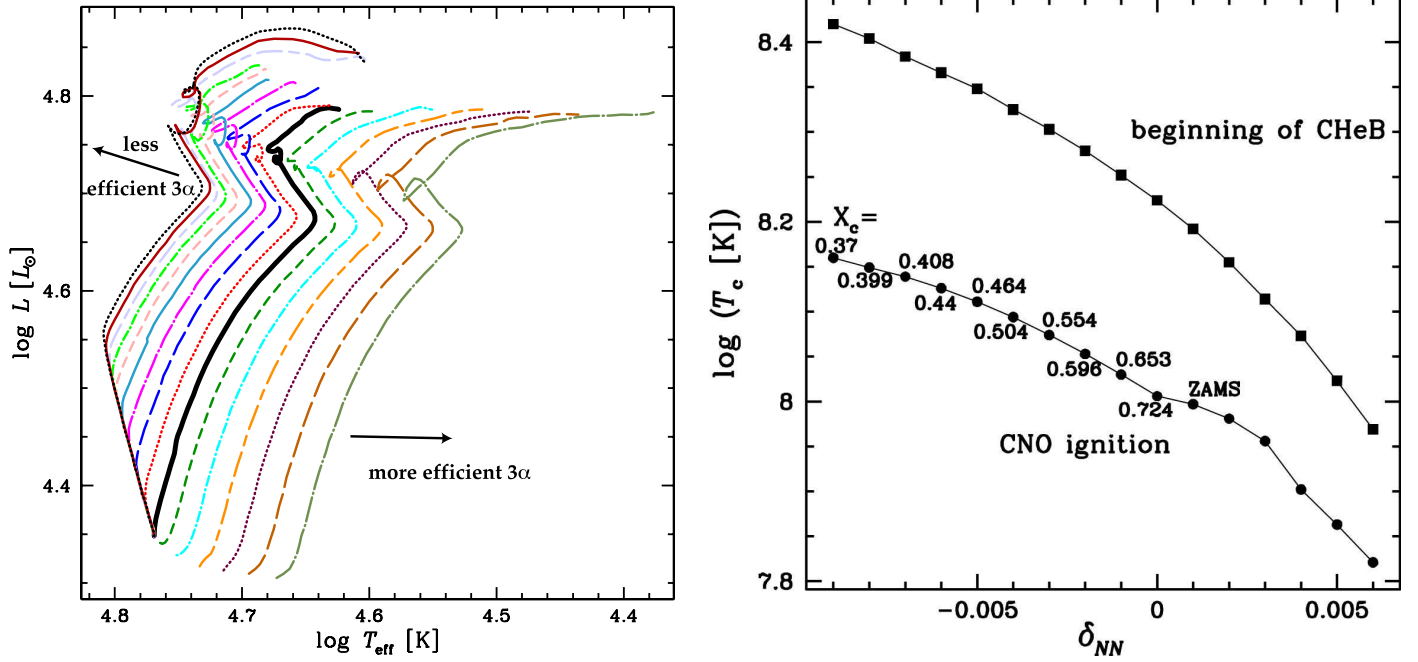 4.8
4.6
4.4
log L [L⊙]
less
efficient 3α
more efficient 3α
4.8 4.7 4.6 4.5 4.4
log Teff [K]
8.4
8.2
8
7.8
log (Tc [K])
beginning of CHeB
Xc=
0.37
0.399
0.408
0.44
0.464
0.504
0.554
0.596
0.653
0.724
ZAMS
CNO ignition
−0.005 0 0.005
δNN